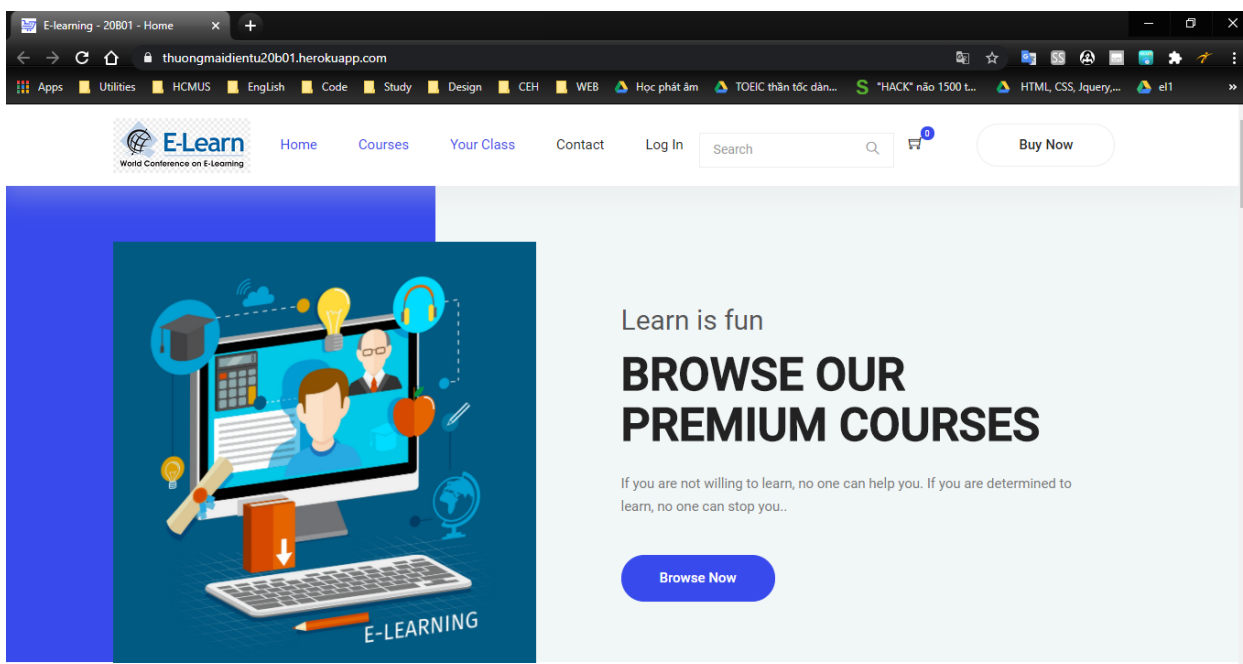 E-learning - 20B01 - Home
thuongmaidientu20b01.herokuapp.com
Apps Utilities HCMUS EngLish Code Study Design CEH WEB Học phát âm TOEIC thần tốc dàn... S "HACK" não 1500 t... HTML, CSS, Jquery,... el1 »
E-Learn
World Conference on E-Learning
Home Courses Your Class Contact Log In Search 0 Buy Now
Learn is fun
BROWSE OUR
PREMIUM COURSES
If you are not willing to learn, no one can help you. If you are determined to
learn, no one can stop you..
Browse Now
E-LEARNING